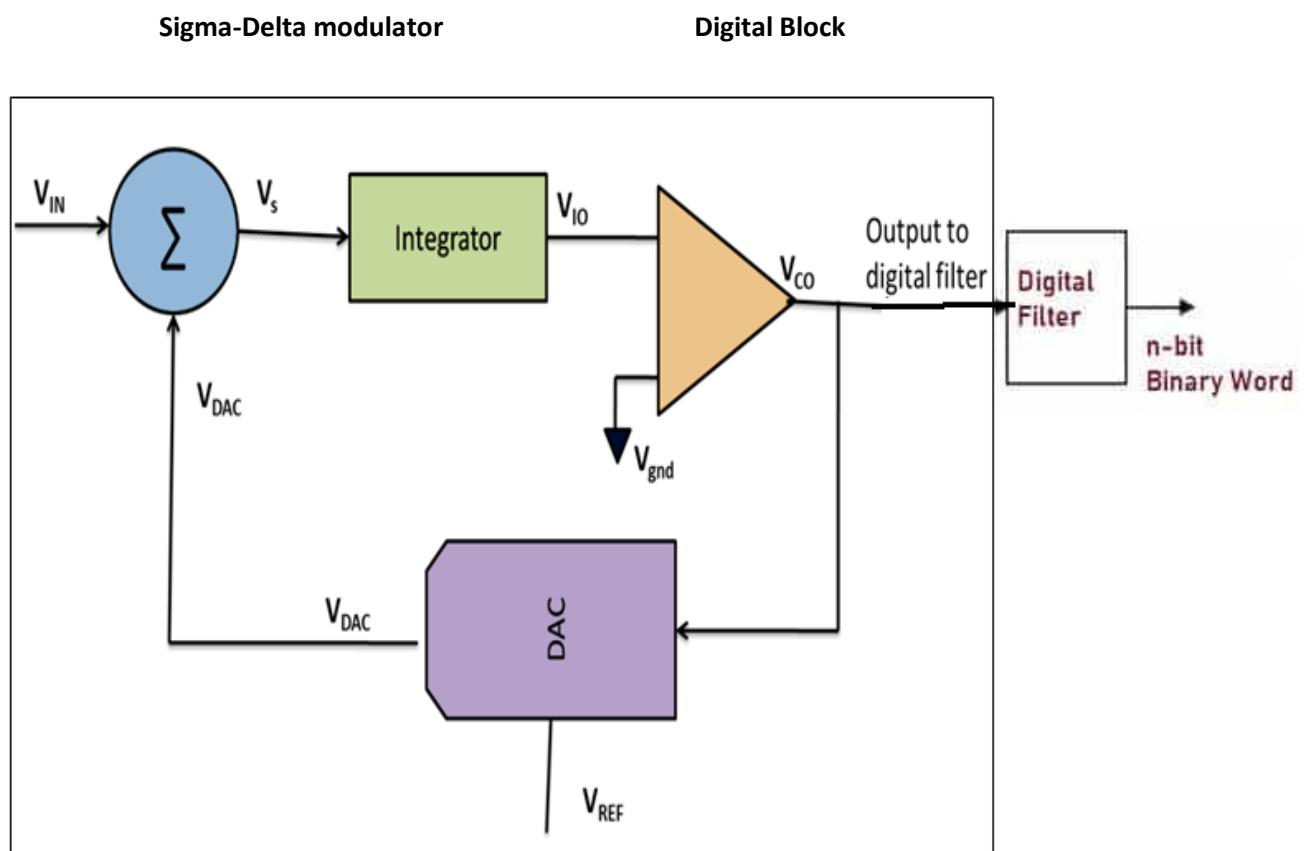 Sigma-Delta modulator
Digital Block
V_IN
∑
V_s
Integrator
V_IO
V_CO
Output to
digital filter
Digital
Filter
n-bit
Binary Word
V_gnd
V_DAC
V_DAC
DAC
V_REF